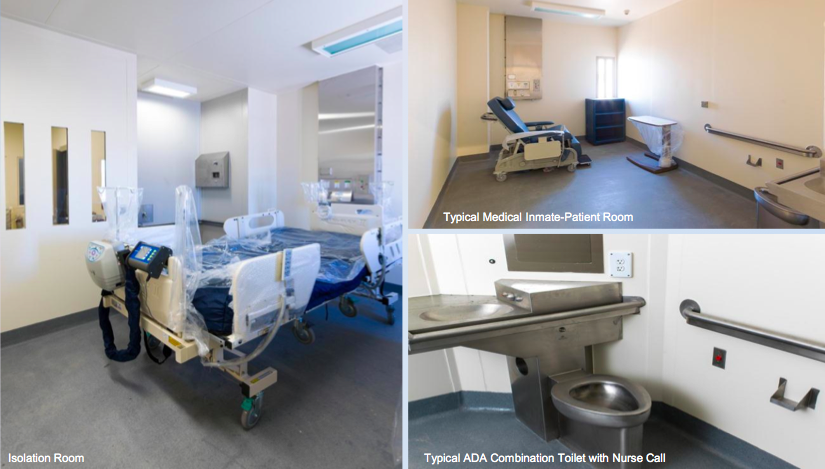 Typical Medical Inmate-Patient Room
Isolation Room
Typical ADA Combination Toilet with Nurse Call